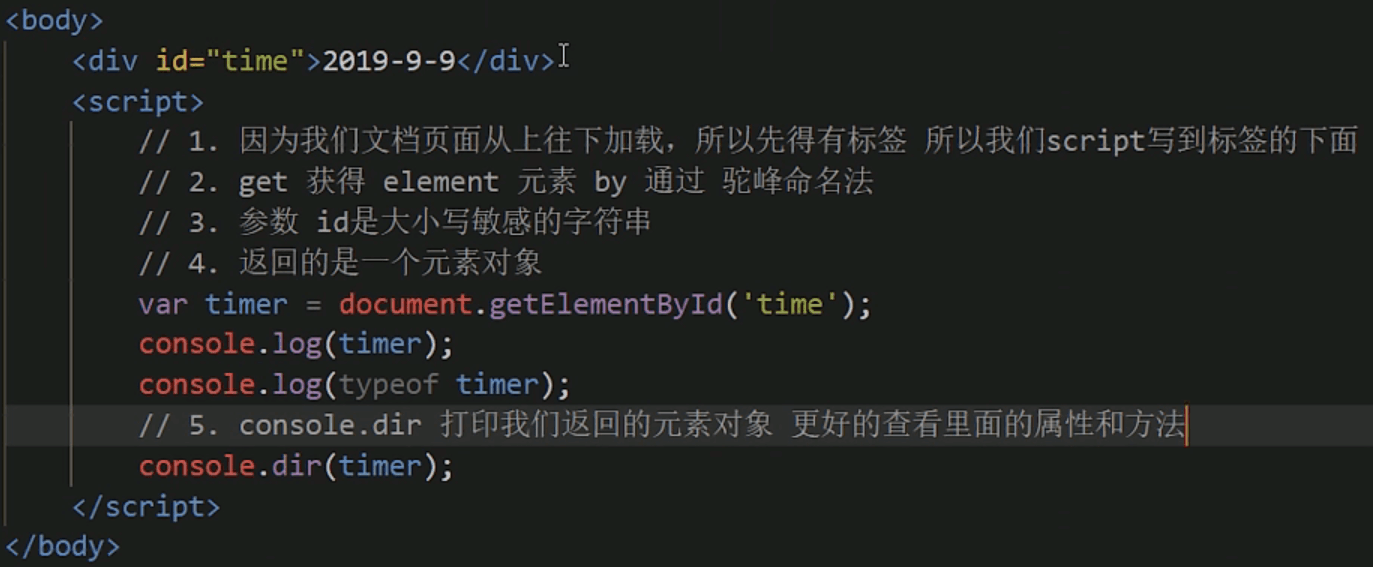 <body>
<div id="time">2019-9-9</div>
<script>
// 1. 因为我们文档页面从上往下加载，所以先得有标签 所以我们script写到标签的下面
// 2. get 获得 element 元素 by 通过 驼峰命名法
// 3. 参数 id是大小写敏感的字符串
// 4. 返回的是一个元素对象
var timer = document.getElementById('time');
console.log(timer);
console.log(typeof timer);
// 5. console.dir 打印我们返回的元素对象 更好的查看里面的属性和方法
console.dir(timer);
</script>
</body>